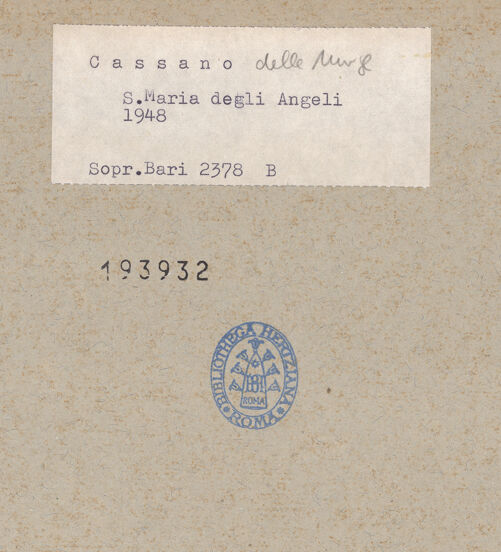 Cassano delle Murge
S.Maria degli Angeli
1948
Sopr.Bari 2378 B
193932
BIBLIOTHECA HERTZIANA
ROMA
ROMA